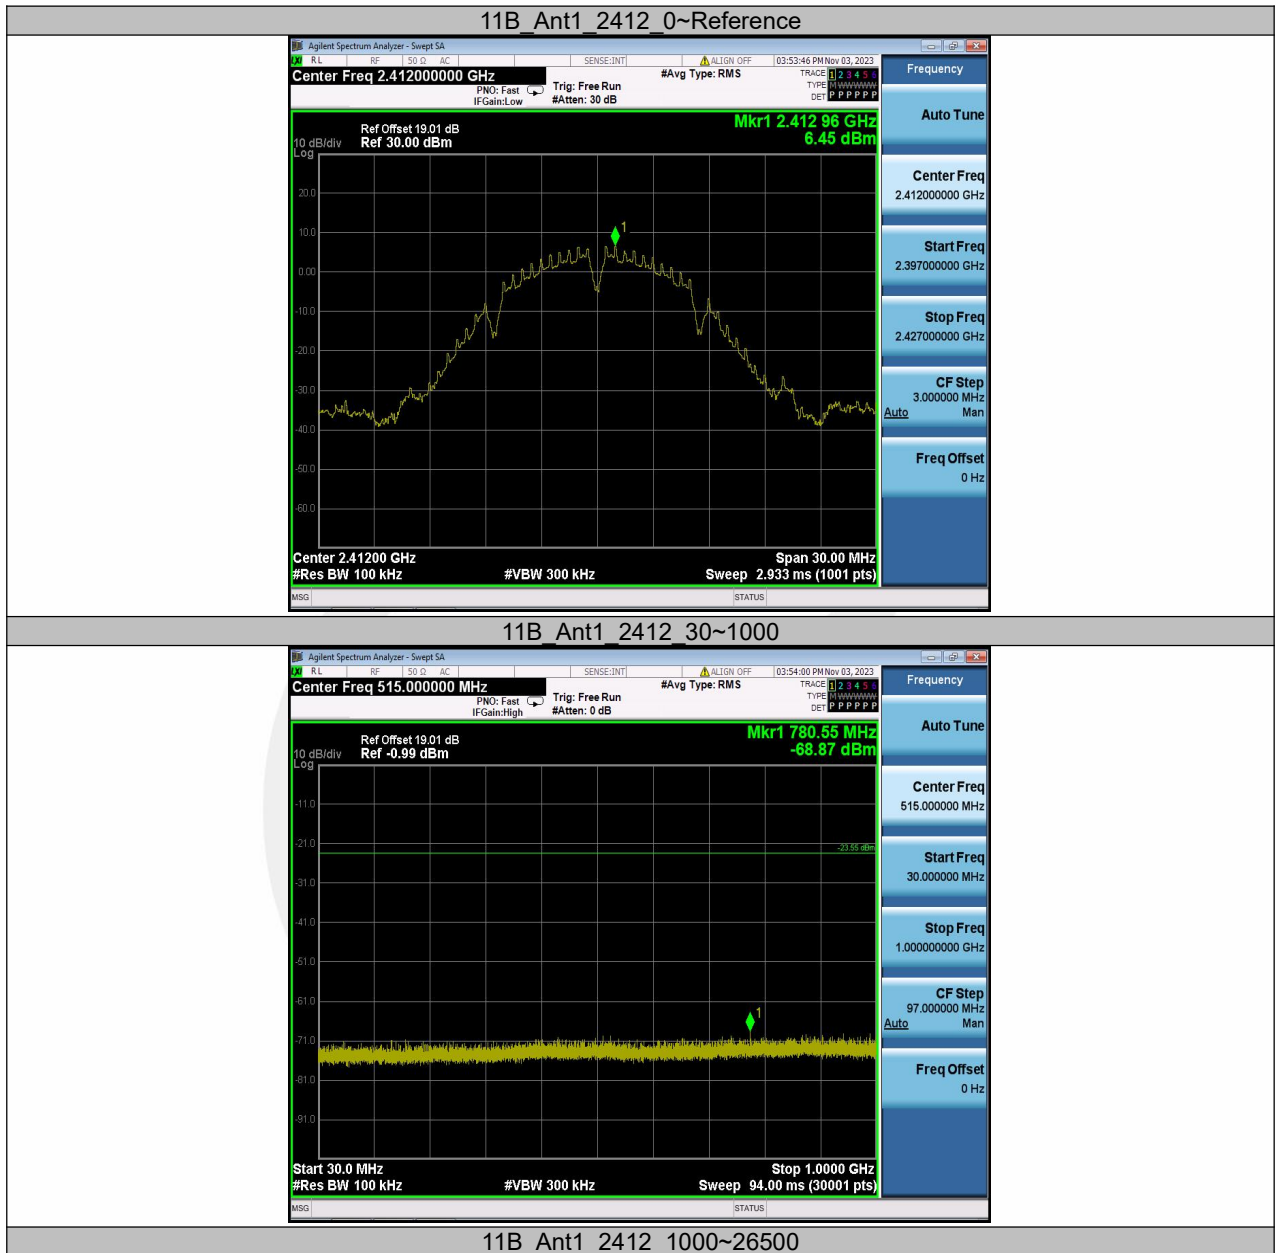 11B_Ant1_2412_0~Reference
Agilent Spectrum Analyzer - Swept SA
RL RF 50 Ω AC SENSE:INT ALIGN OFF 03:53:46 PM Nov 03, 2023
Center Freq 2.412000000 GHz
PNO: Fast
IFGain:Low
Trig: Free Run
#Atten: 30 dB
#Avg Type: RMS
TRACE 1 2 3 4 5 6
TYPE M W W W W W
DET P P P P P P
Mkr1 2.412 96 GHz
6.45 dBm
Ref Offset 19.01 dB
10 dB/div Ref 30.00 dBm
Log
20.0
10.0
1
0.00
-10.0
-20.0
-30.0
-40.0
-50.0
-60.0
Center 2.41200 GHz Span 30.00 MHz
#Res BW 100 kHz #VBW 300 kHz Sweep 2.933 ms (1001 pts)
MSG STATUS
Frequency
Auto Tune
Center Freq
2.412000000 GHz
Start Freq
2.397000000 GHz
Stop Freq
2.427000000 GHz
CF Step
3.000000 MHz
Auto Man
Freq Offset
0 Hz
11B_Ant1_2412_30~1000
Agilent Spectrum Analyzer - Swept SA
RL RF 50 Ω AC SENSE:INT ALIGN OFF 03:54:00 PM Nov 03, 2023
Center Freq 515.000000 MHz
PNO: Fast
IFGain:High
Trig: Free Run
#Atten: 0 dB
#Avg Type: RMS
TRACE 1 2 3 4 5 6
TYPE M W W W W W
DET P P P P P P
Mkr1 780.55 MHz
-68.87 dBm
Ref Offset 19.01 dB
10 dB/div Ref -0.99 dBm
Log
-11.0
-21.0
-23.55 dBm
-31.0
-41.0
-51.0
-61.0
1
-71.0
-81.0
-91.0
Start 30.0 MHz Stop 1.0000 GHz
#Res BW 100 kHz #VBW 300 kHz Sweep 94.00 ms (30001 pts)
MSG STATUS
Frequency
Auto Tune
Center Freq
515.000000 MHz
Start Freq
30.000000 MHz
Stop Freq
1.000000000 GHz
CF Step
97.000000 MHz
Auto Man
Freq Offset
0 Hz
11B_Ant1_2412_1000~26500